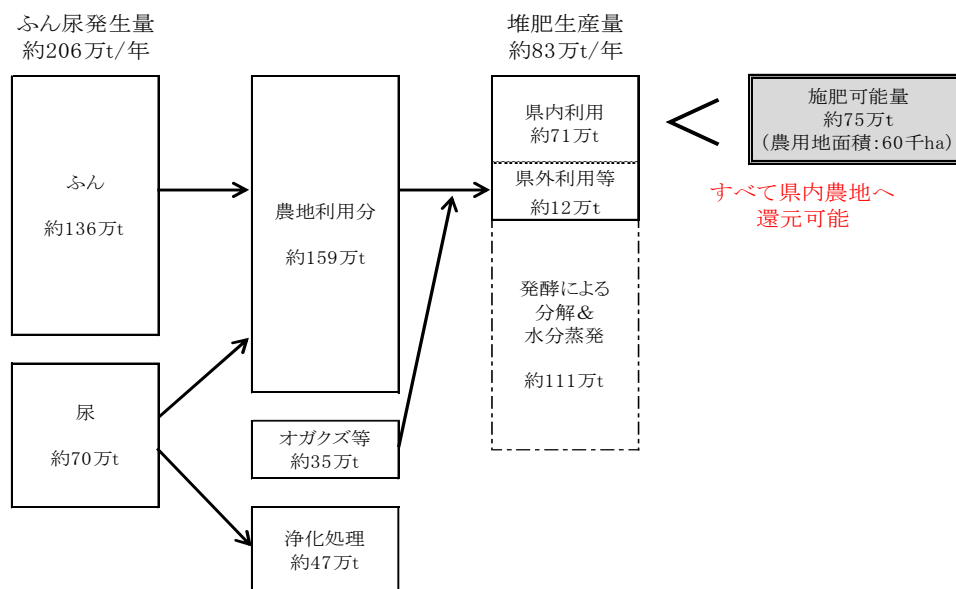 ふん尿発生量
約206万t/年
ふん
約136万t
尿
約70万t
農地利用分
約159万t
オガクズ等
約35万t
浄化処理
約47万t
堆肥生産量
約83万t/年
県内利用
約71万t
県外利用等
約12万t
発酵による
分解&
水分蒸発
約111万t
施肥可能量
約75万t
(農用地面積:60千ha)
すべて県内農地へ
還元可能